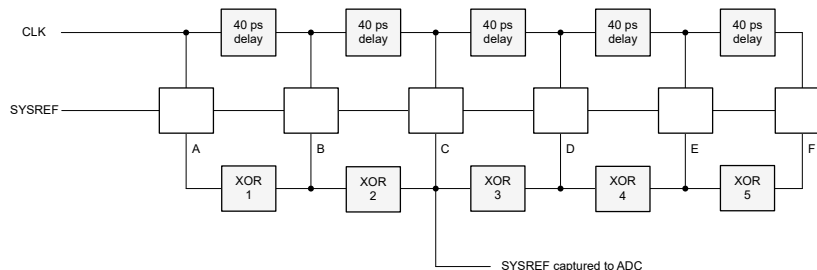 40 ps
delay
40 ps
delay
40 ps
delay
40 ps
delay
40 ps
delay
CLK
SYSREF
A
B
C
D
E
F
XOR
1
XOR
2
XOR
3
XOR
4
XOR
5
SYSREF captured to ADC